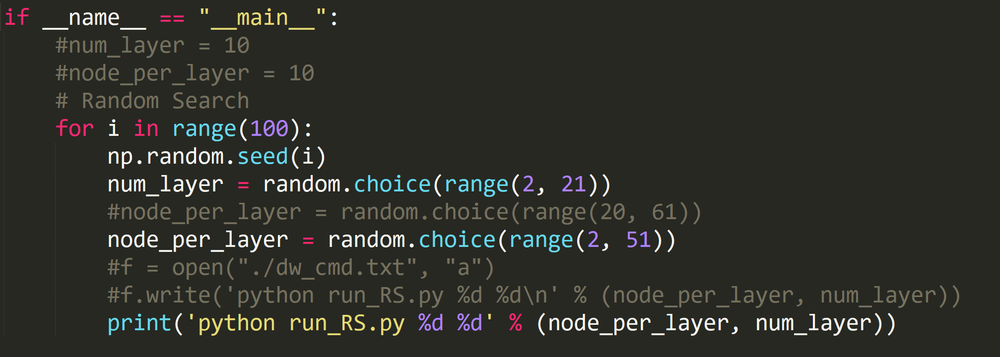 if __name__ == "__main__":
    #num_layer = 10
    #node_per_layer = 10
    # Random Search
    for i in range(100):
        np.random.seed(i)
        num_layer = random.choice(range(2, 21))
        #node_per_layer = random.choice(range(20, 61))
        node_per_layer = random.choice(range(2, 51))
        #f = open("./dw_cmd.txt", "a")
        #f.write('python run_RS.py %d %d\n' % (node_per_layer, num_layer))
        print('python run_RS.py %d %d' % (node_per_layer, num_layer))